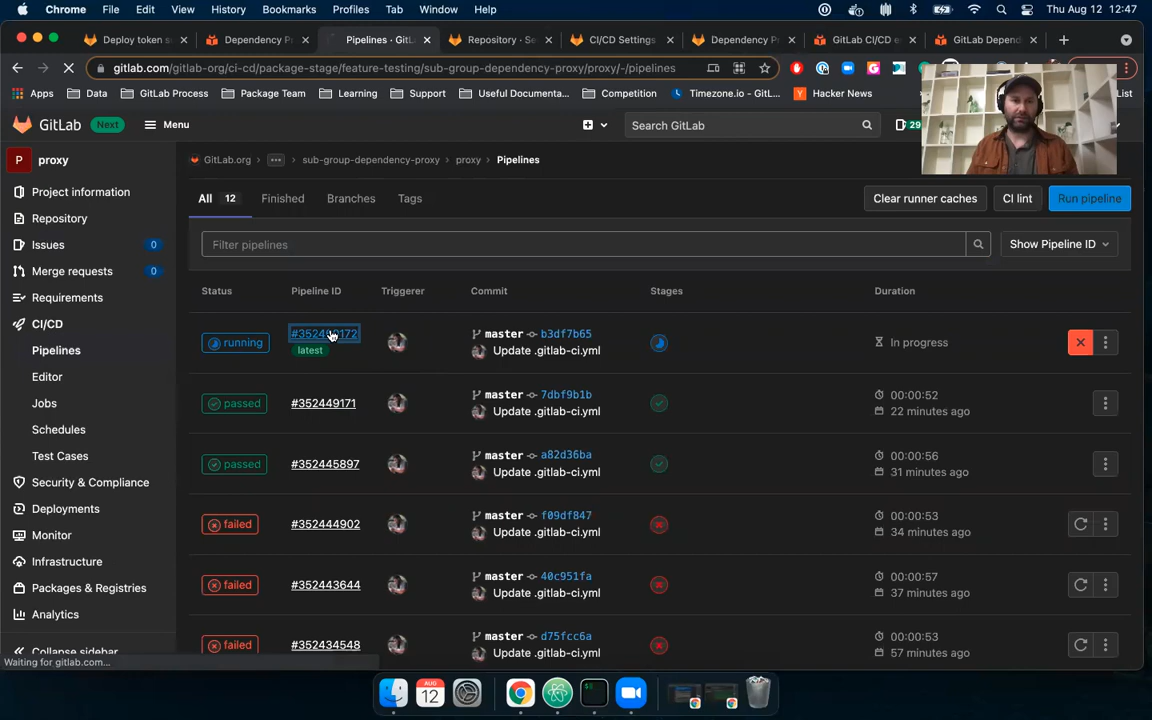 Chrome File Edit View History Bookmarks Profiles Tab Window Help Thu Aug 12 12:47
Deploy token s Dependency P Pipelines · GitL Repository · Se CI/CD Settings Dependency Pr GitLab CI/CD e GitLab Depend
gitlab.com/gitlab-org/ci-cd/package-stage/feature-testing/sub-group-dependency-proxy/proxy/-/pipelines
Apps Data GitLab Process Package Team Learning Support Useful Documenta... Competition Timezone.io - GitL... Hacker News List
GitLab Next Menu Search GitLab 29
P proxy
GitLab.org › ... › sub-group-dependency-proxy › proxy › Pipelines
Project information
Repository
Issues 0
Merge requests 0
Requirements
CI/CD
Pipelines
Editor
Jobs
Schedules
Test Cases
Security & Compliance
Deployments
Monitor
Infrastructure
Packages & Registries
Analytics
Collapse sidebar
All 12 Finished Branches Tags Clear runner caches CI lint Run pipeline
Filter pipelines Show Pipeline ID
Status Pipeline ID Triggerer Commit Stages Duration
running master b3df7b65 In progress
latest Update .gitlab-ci.yml
passed #352449171 master 7dbf9b1b 00:00:52
Update .gitlab-ci.yml 22 minutes ago
passed #352445897 master a82d36ba 00:00:56
Update .gitlab-ci.yml 31 minutes ago
failed #352444902 master f09df847 00:00:53
Update .gitlab-ci.yml 34 minutes ago
failed #352443644 master 40c951fa 00:00:57
Update .gitlab-ci.yml 37 minutes ago
failed #352434548 master d75fcc6a 00:00:53
Update .gitlab-ci.yml 57 minutes ago
Waiting for gitlab.com...
AUG
12